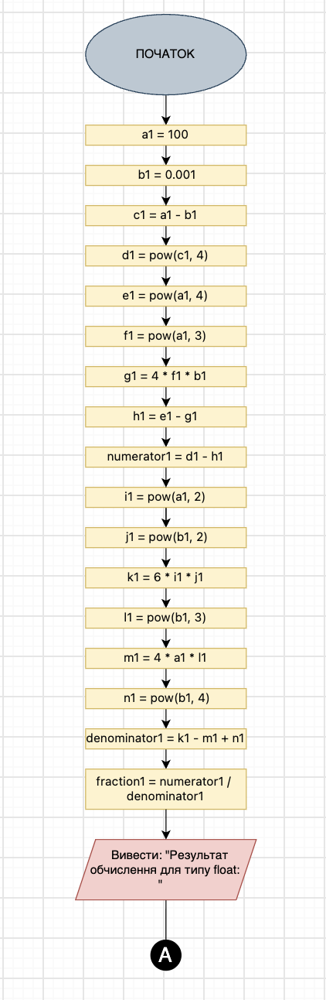 ПОЧАТОК
a1 = 100
b1 = 0.001
c1 = a1 - b1
d1 = pow(c1, 4)
e1 = pow(a1, 4)
f1 = pow(a1, 3)
g1 = 4 * f1 * b1
h1 = e1 - g1
numerator1 = d1 - h1
i1 = pow(a1, 2)
j1 = pow(b1, 2)
k1 = 6 * i1 * j1
l1 = pow(b1, 3)
m1 = 4 * a1 * l1
n1 = pow(b1, 4)
denominator1 = k1 - m1 + n1
fraction1 = numerator1 /
denominator1
Вивести: "Результат
обчислення для типу float:
"
A